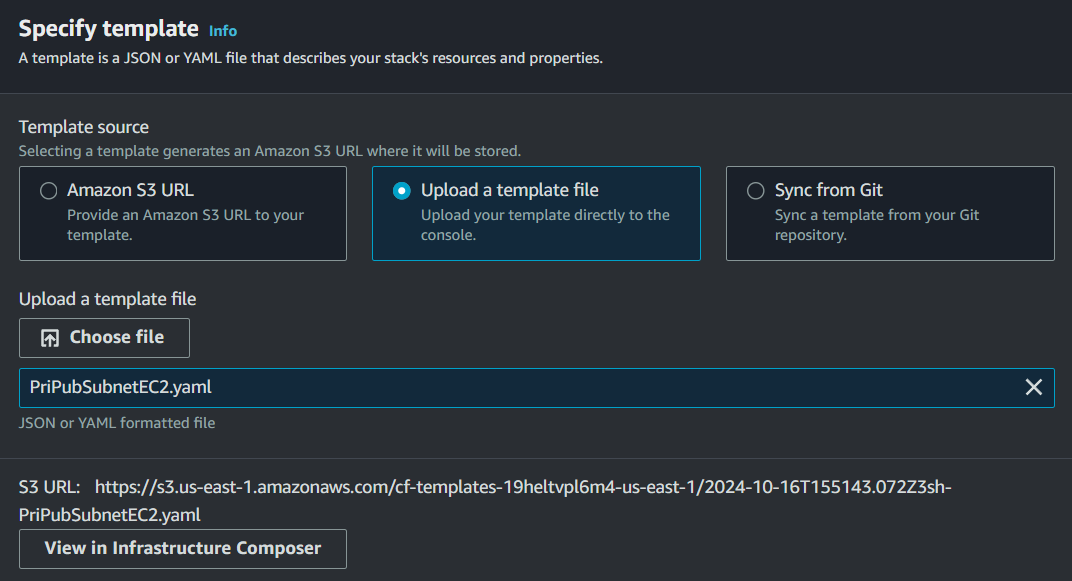 Specify template Info
A template is a JSON or YAML file that describes your stack's resources and properties.
Template source
Selecting a template generates an Amazon S3 URL where it will be stored.
Amazon S3 URL
Provide an Amazon S3 URL to your
template.
Upload a template file
Upload your template directly to the
console.
Sync from Git
Sync a template from your Git
repository.
Upload a template file
Choose file
PriPubSubnetEC2.yaml
JSON or YAML formatted file
S3 URL: https://s3.us-east-1.amazonaws.com/cf-templates-19heltvpl6m4-us-east-1/2024-10-16T155143.072Z3sh-
PriPubSubnetEC2.yaml
View in Infrastructure Composer